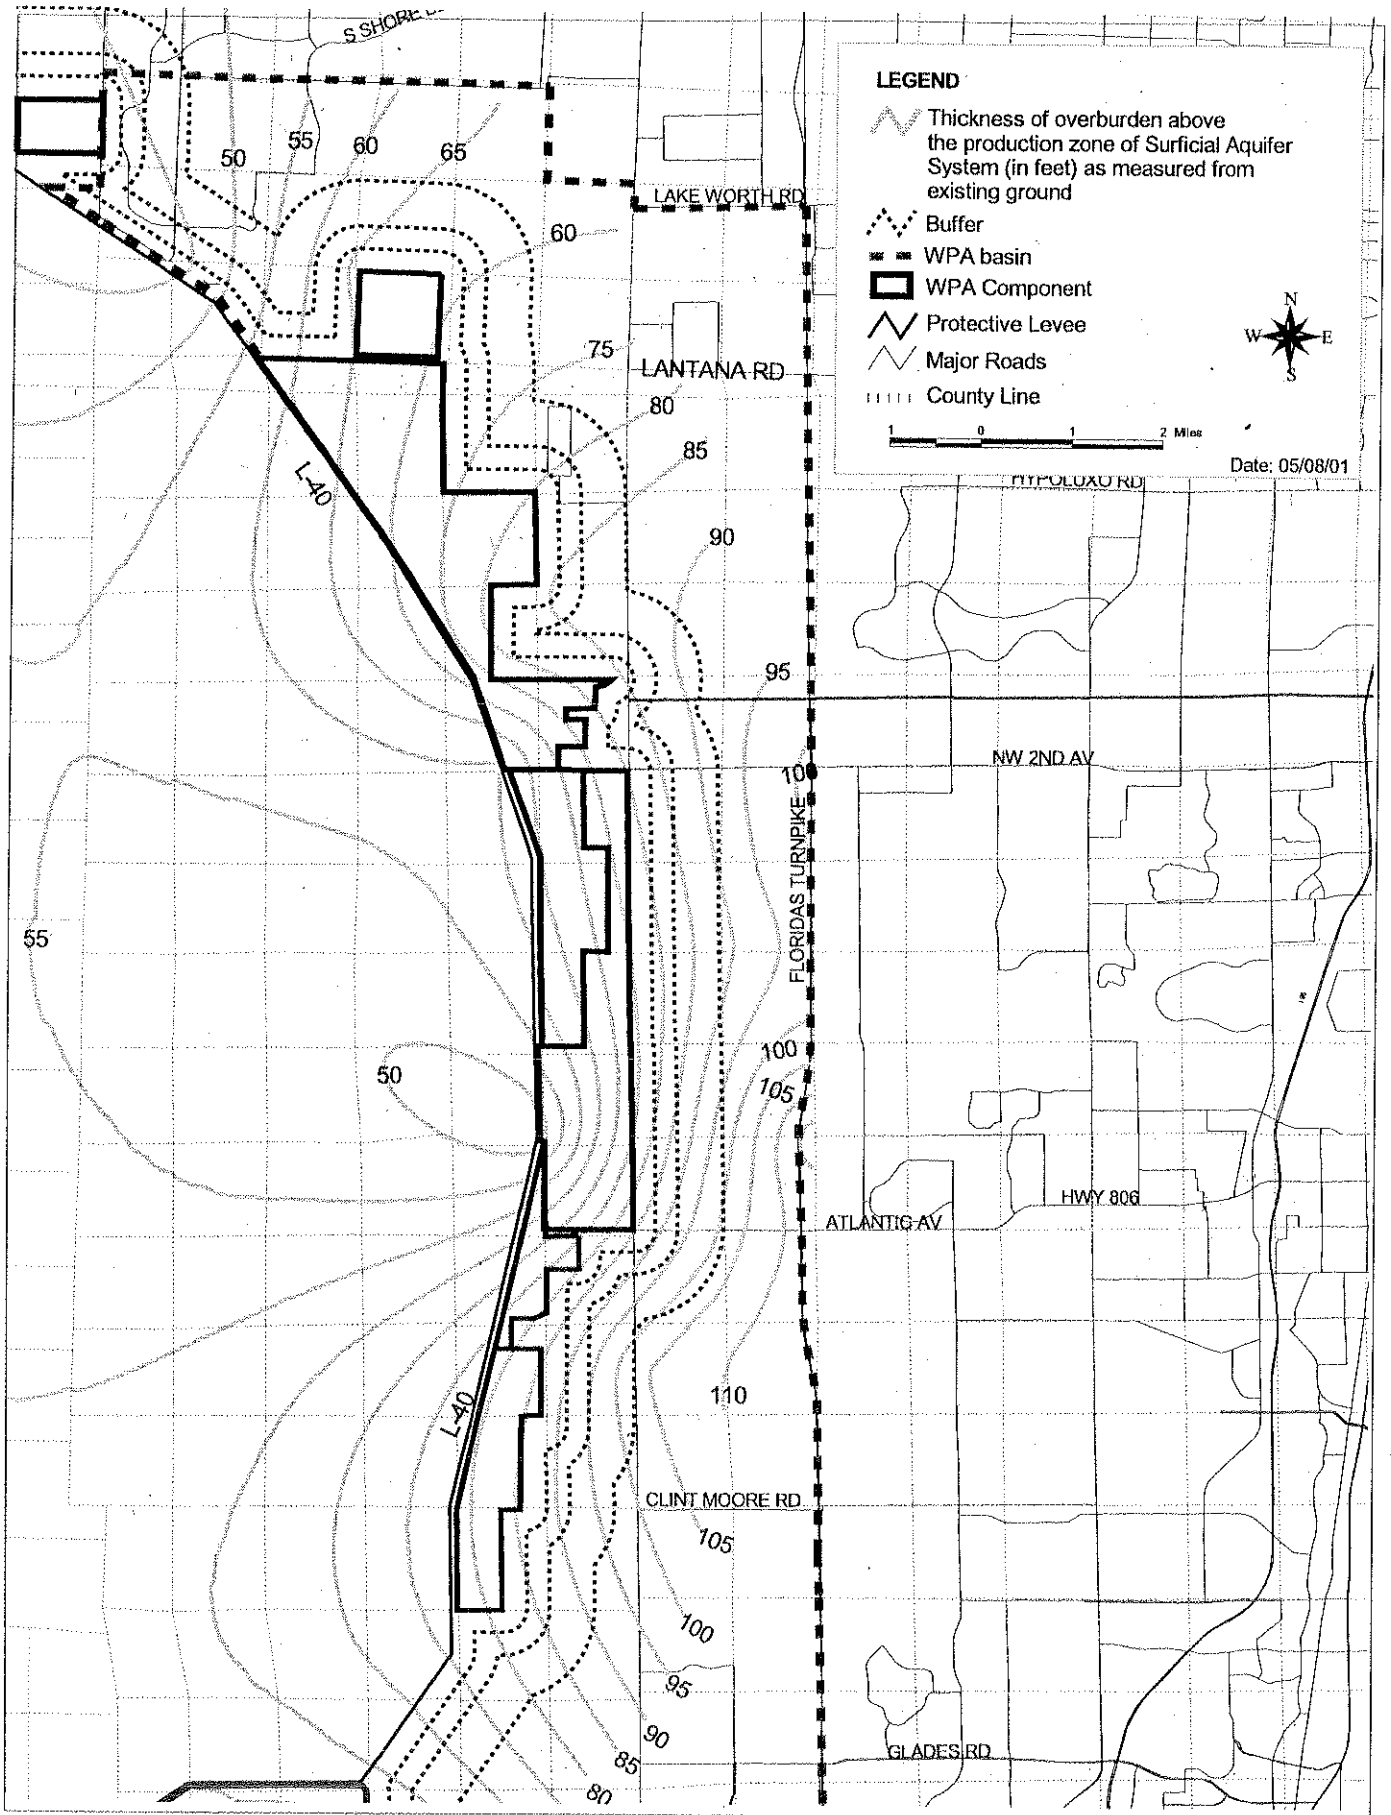 S SHORE
LEGEND
Thickness of overburden above
the production zone of Surficial Aquifer
System (in feet) as measured from
existing ground
Buffer
WPA basin
WPA Component
Protective Levee
Major Roads
County Line
N
W
E
S
1 0 1 2 Miles
Date: 05/08/01
50
55
60
65
LAKE WORTH RD
60
75
LANTANA RD
80
85
L-40
HYPOLUXO RD
90
95
NW 2ND AV
100
FLORIDAS TURNPIKE
55
50
100
105
HWY 806
ATLANTIC AV
110
L-40
CLINT MOORE RD
105
100
95
90
85
80
GLADES RD